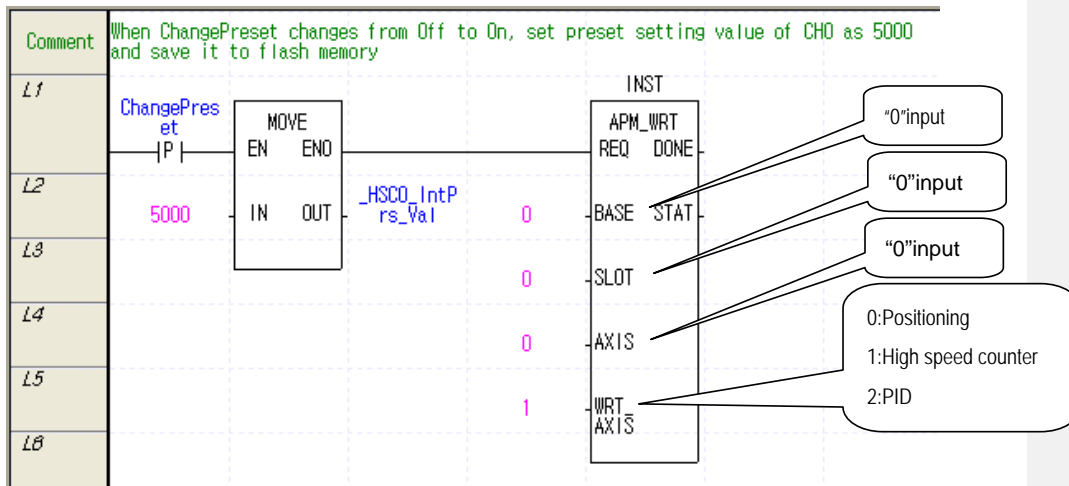 Comment
When ChangePreset changes from Off to On, set preset setting value of CH0 as 5000
and save it to flash memory
L1
ChangePres
et
P
MOVE
EN ENO
INST
APM_WRT
REQ DONE
"0"input
L2
5000
IN OUT
_HSC0_IntP
rs_Val
0
BASE STAT
“0”input
L3
0
SLOT
“0”input
L4
0
AXIS
0:Positioning
1:High speed counter
2:PID
L5
1
WRT_
AXIS
L6